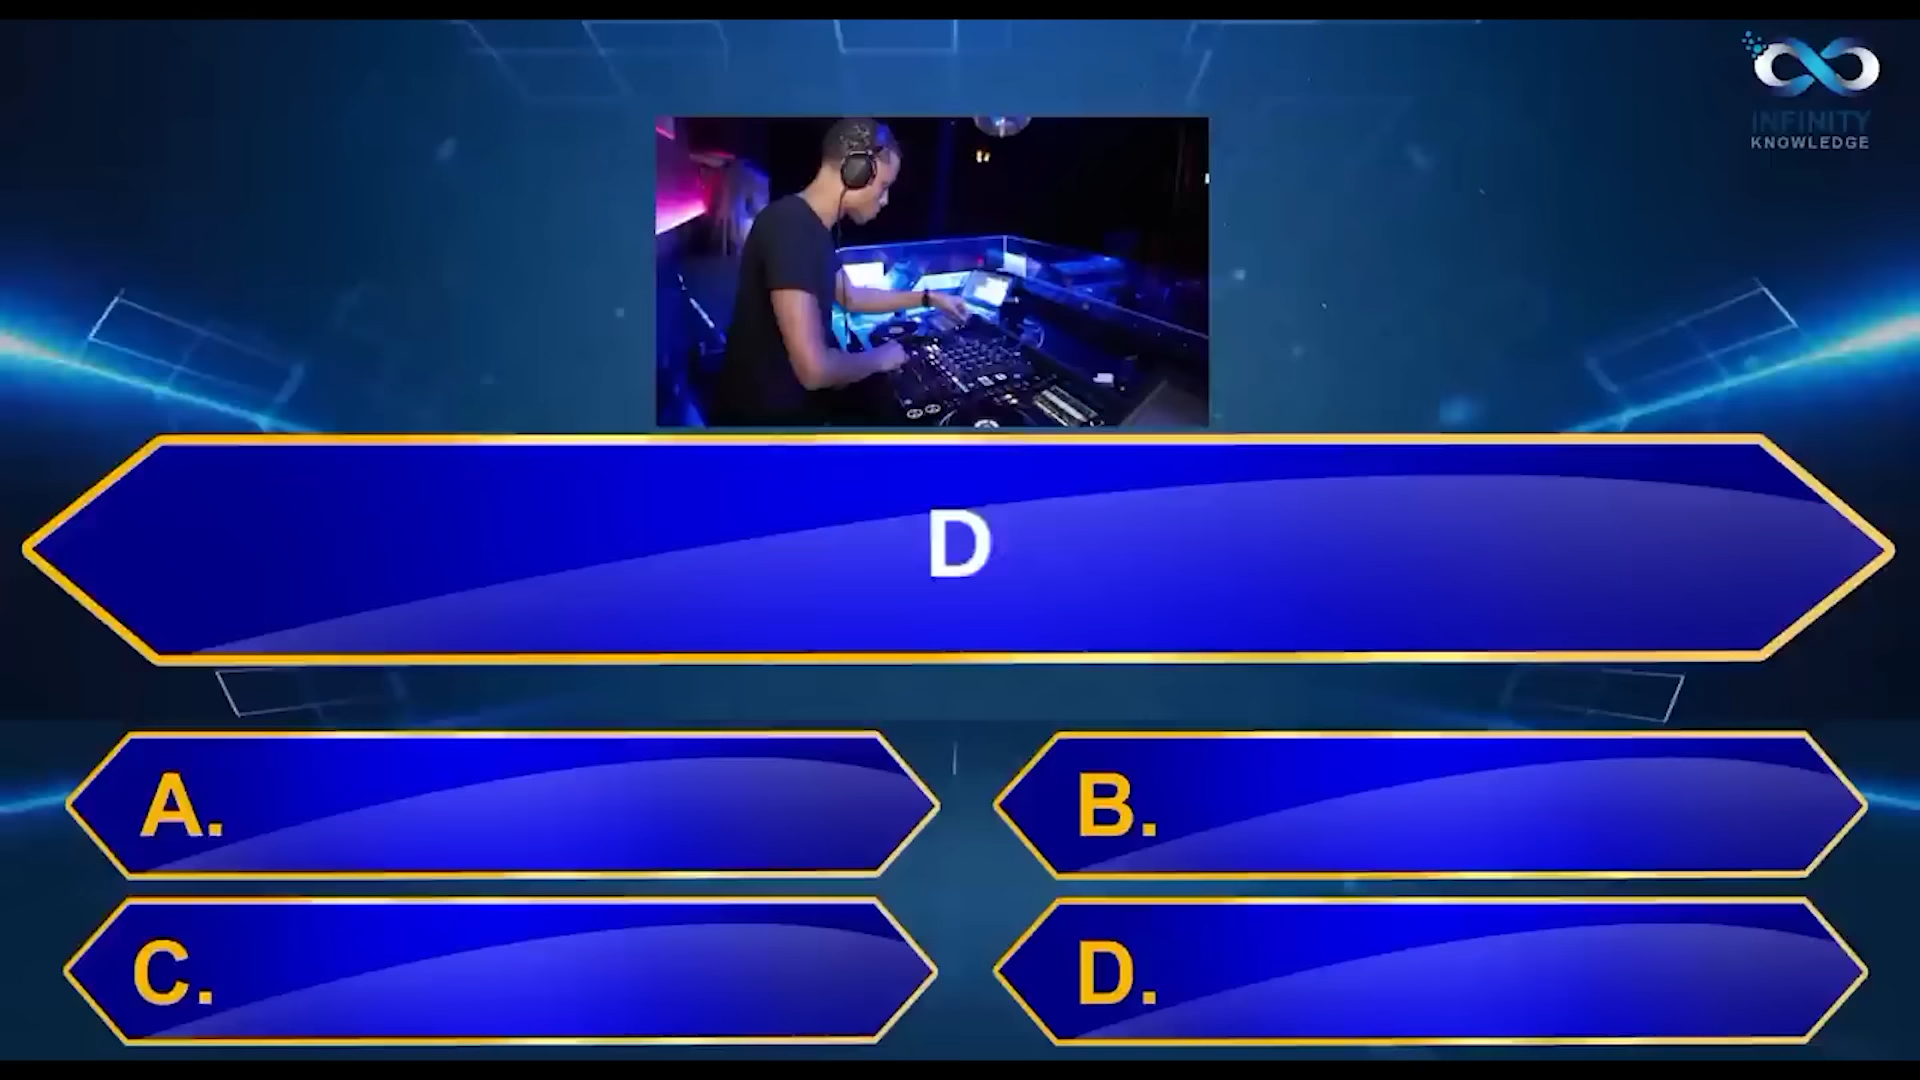 INFINITY
KNOWLEDGE
D
A.
B.
C.
D.